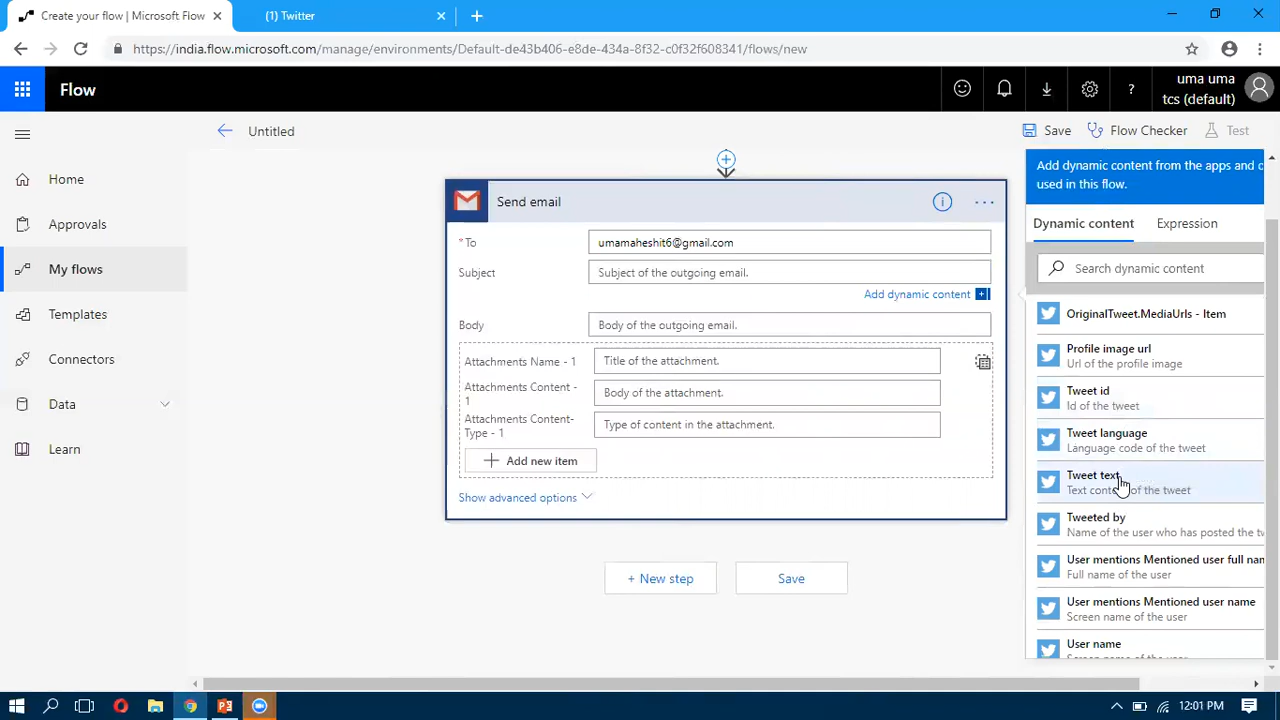 Create your flow | Microsoft Flow
(1) Twitter
https://india.flow.microsoft.com/manage/environments/Default-de43b406-e8de-434a-8f32-c0f32f608341/flows/new
Flow
?
uma uma
tcs (default)
Untitled
Save
Flow Checker
Test
Home
Approvals
My flows
Templates
Connectors
Data
Learn
Send email
* To
umamaheshit6@gmail.com
Subject
Subject of the outgoing email.
Add dynamic content
Body
Body of the outgoing email.
Attachments Name - 1
Title of the attachment.
Attachments Content -
1
Body of the attachment.
Attachments Content-
Type - 1
Type of content in the attachment.
Add new item
Show advanced options
+ New step
Save
Add dynamic content from the apps and c
used in this flow.
Dynamic content
Expression
Search dynamic content
OriginalTweet.MediaUrls - Item
Profile image url
Url of the profile image
Tweet id
Id of the tweet
Tweet language
Language code of the tweet
Tweet text
Text of the tweet
Tweeted by
Name of the user who has posted the tw
User mentions Mentioned user full nam
Full name of the user
User mentions Mentioned user name
Screen name of the user
User name
Screen name of the user
12:01 PM